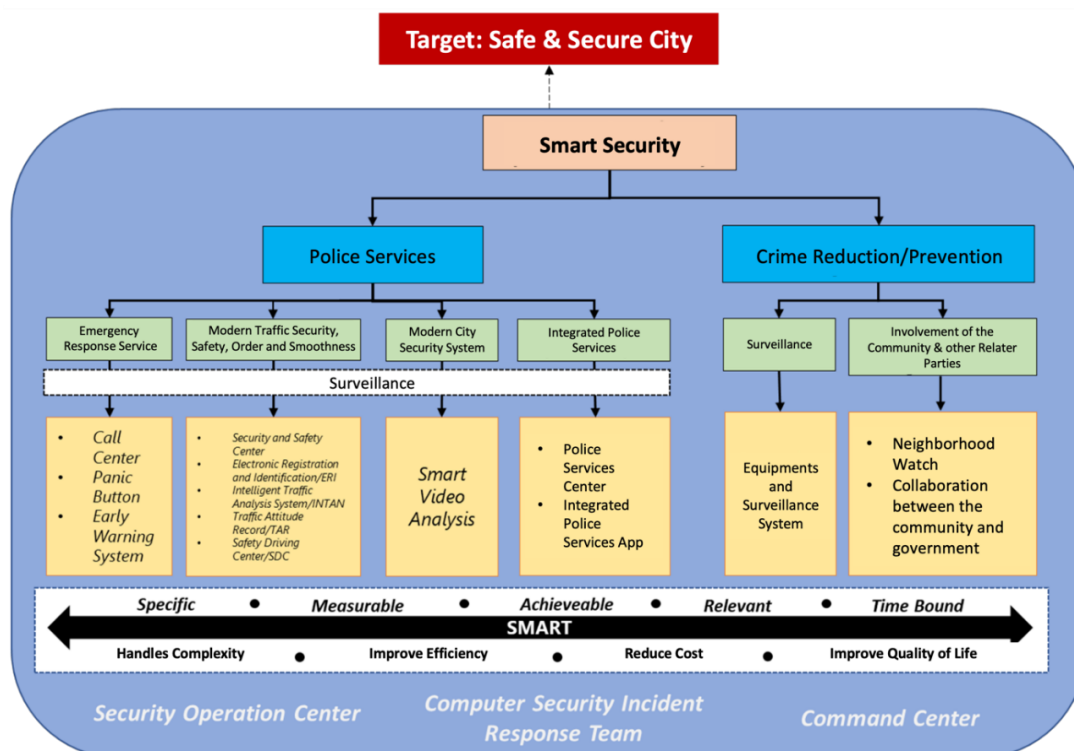 Target: Safe & Secure City
Smart Security
Police Services
Crime Reduction/Prevention
Emergency
Response Service
Modern Traffic Security,
Safety, Order and Smoothness
Modern City
Security System
Integrated Police
Services
Surveillance
Involvement of the
Community & other Relater
Parties
Surveillance
• Call
Center
• Panic
Button
• Early
Warning
System
• Security and Safety
Center
• Electronic Registration
and Identification/ERI
• Intelligent Traffic
Analysis System/INTAN
• Traffic Attitude
Record/TAR
• Safety Driving
Center/SDC
Smart
Video
Analysis
• Police
Services
Center
• Integrated
Police
Services App
Equipments
and
Surveillance
System
• Neighborhood
Watch
• Collaboration
between the
community and
government
Specific • Measurable • Achieveable • Relevant • Time Bound
SMART
Handles Complexity • Improve Efficiency • Reduce Cost • Improve Quality of Life
Security Operation Center
Computer Security Incident
Response Team
Command Center